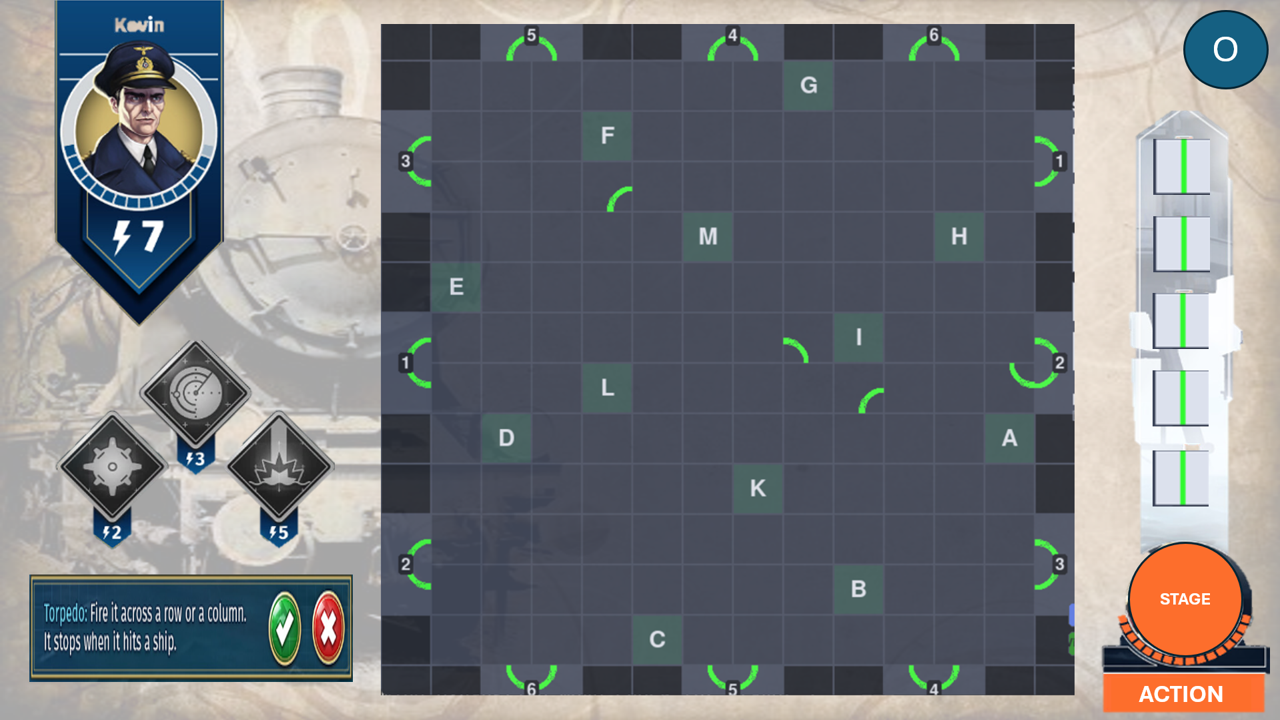 Kevin
7
3
2
5
Torpedo: Fire it across a row or a column.
It stops when it hits a ship.
5
4
6
G
F
3
1
M
H
E
I
1
2
L
D
A
K
2
3
B
C
6
5
4
O
STAGE
ACTION